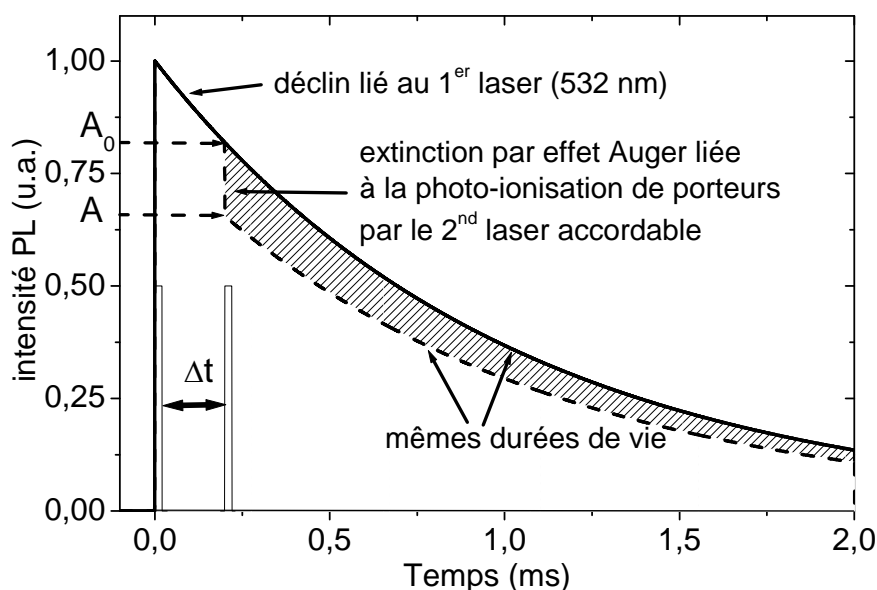 intensité PL (u.a.)
1,00
A₀
0,75
A
0,50
0,25
0,00
déclin lié au 1er laser (532 nm)
extinction par effet Auger liée
à la photo-ionisation de porteurs
par le 2nd laser accordable
Δt
mêmes durées de vie
0,0 0,5 1,0 1,5 2,0
Temps (ms)